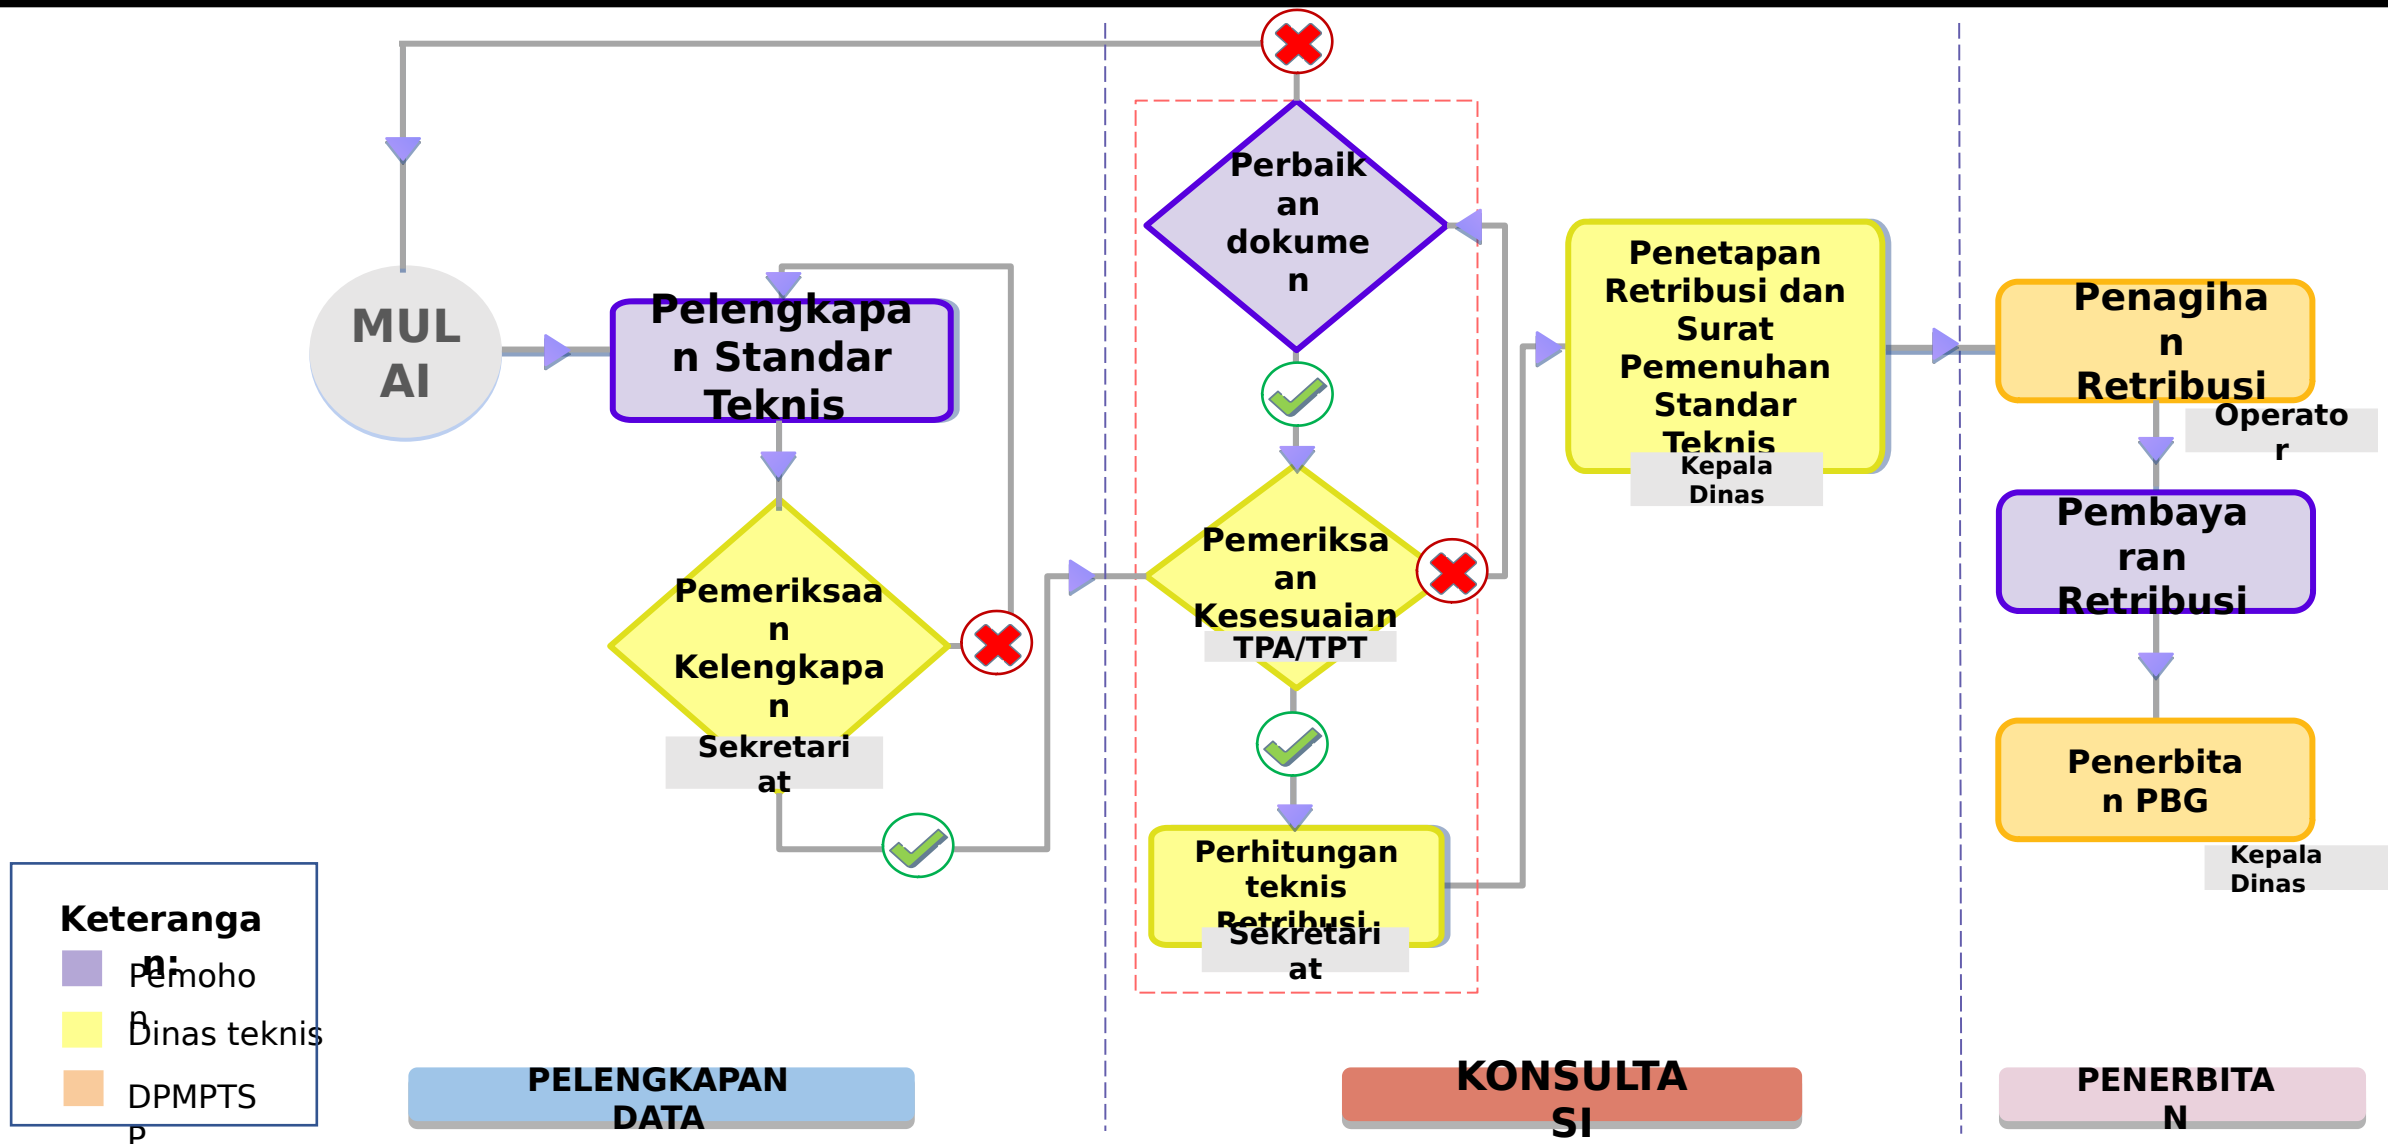 MUL
AI
Pelengkapa
n Standar
Teknis
Pemeriksaa
n
Kelengkapa
n
Sekretari
at
Perbaik
an
dokume
n
Pemeriksa
an
Kesesuaian
TPA/TPT
Perhitungan
teknis
Retribusi
Sekretari
at
Penetapan
Retribusi dan
Surat
Pemenuhan
Standar
Teknis
Kepala
Dinas
Penagiha
n
Retribusi
Operato
r
Pembaya
ran
Retribusi
Penerbita
n PBG
Kepala
Dinas
Keteranga
n:
Pemoho
n
Dinas teknis
DPMPTS
P
PELENGKAPAN
DATA
KONSULTA
SI
PENERBITA
N